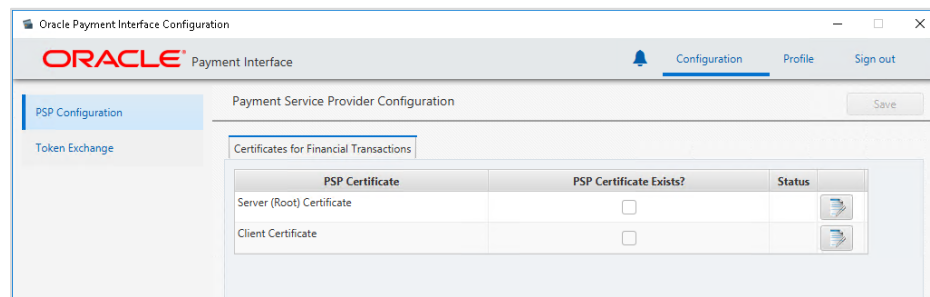 Oracle Payment Interface Configuration
ORACLE® Payment Interface
Configuration Profile Sign out
PSP Configuration
Token Exchange
Payment Service Provider Configuration
Save
Certificates for Financial Transactions
PSP Certificate PSP Certificate Exists? Status
Server (Root) Certificate
Client Certificate